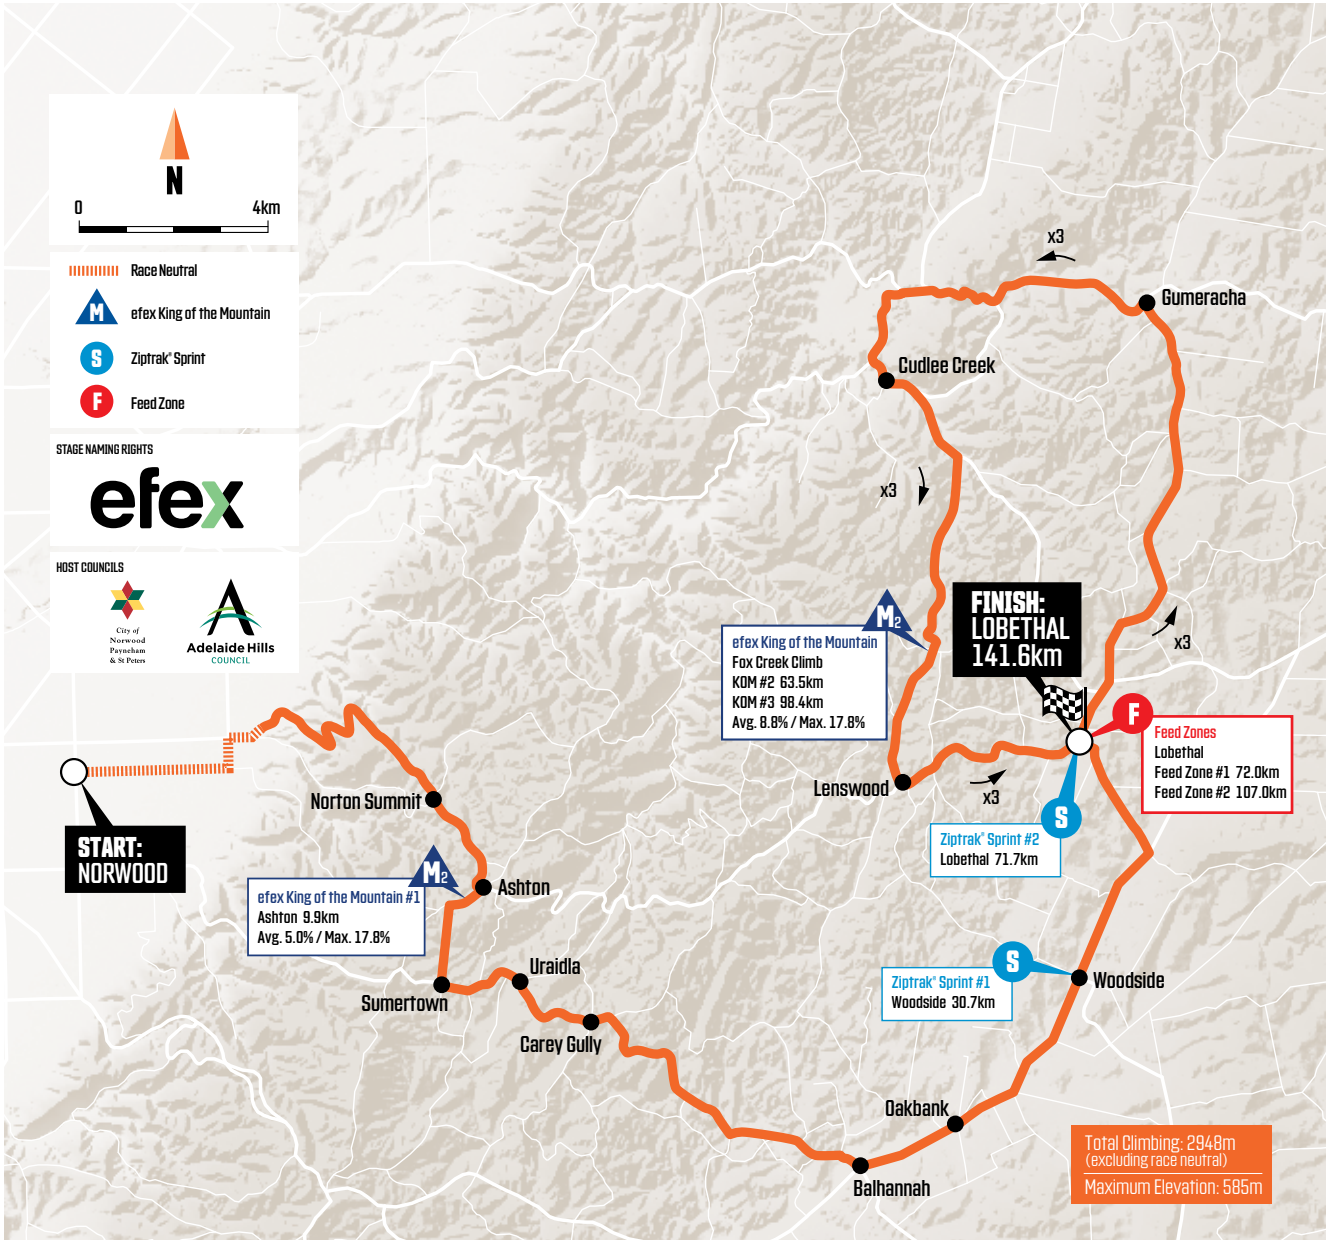 N
0 4km
Race Neutral
M efex King of the Mountain
S Ziptrak® Sprint
F Feed Zone
STAGE NAMING RIGHTS
efex
HOST COUNCILS
City of
Norwood
Payneham
& St Peters
Adelaide Hills
COUNCIL
x3
Gumeracha
Cudlee Creek
x3
M2
efex King of the Mountain
Fox Creek Climb
KOM #2 63.5km
KOM #3 98.4km
Avg. 8.8% / Max. 17.8%
FINISH:
LOBETHAL
141.6km
x3
F
Feed Zones
Lobethal
Feed Zone #1 72.0km
Feed Zone #2 107.0km
Lenswood
x3
S
Ziptrak® Sprint #2
Lobethal 71.7km
START:
NORWOOD
Norton Summit
M2
Ashton
efex King of the Mountain #1
Ashton 9.9km
Avg. 5.0% / Max. 17.8%
Uraidla
Sumertown
Carey Gully
S
Ziptrak® Sprint #1
Woodside 30.7km
Woodside
Oakbank
Balhannah
Total Climbing: 2948m
(excluding race neutral)
Maximum Elevation: 585m